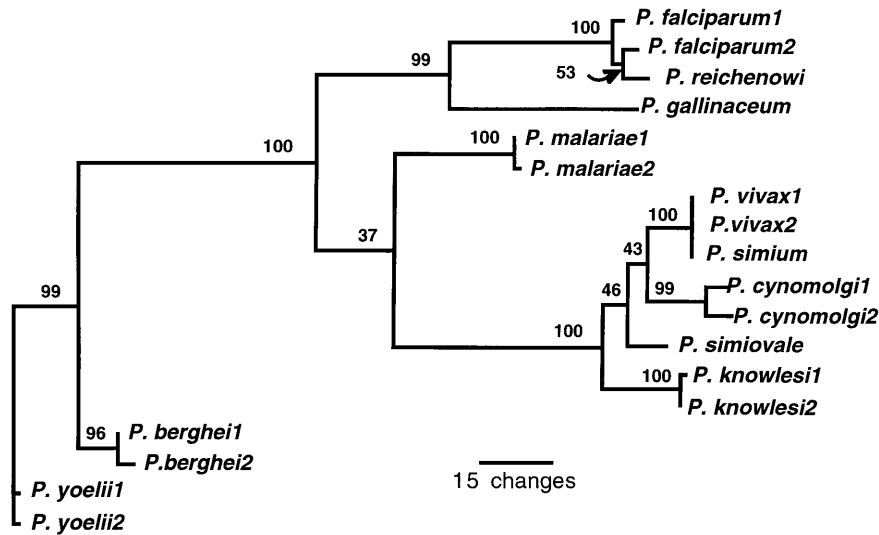 100
P. falciparum1
99
P. falciparum2
53
P. reichenowi
P. gallinaceum
100
100
P. malariae1
P. malariae2
37
P. vivax1
100
P.vivax2
43
P. simium
99
46
P. cynomolgi1
99
P. cynomolgi2
100
P. simiovale
100
P. knowlesi1
P. knowlesi2
96
P. berghei1
P.berghei2
P. yoelii1
P. yoelii2
15 changes